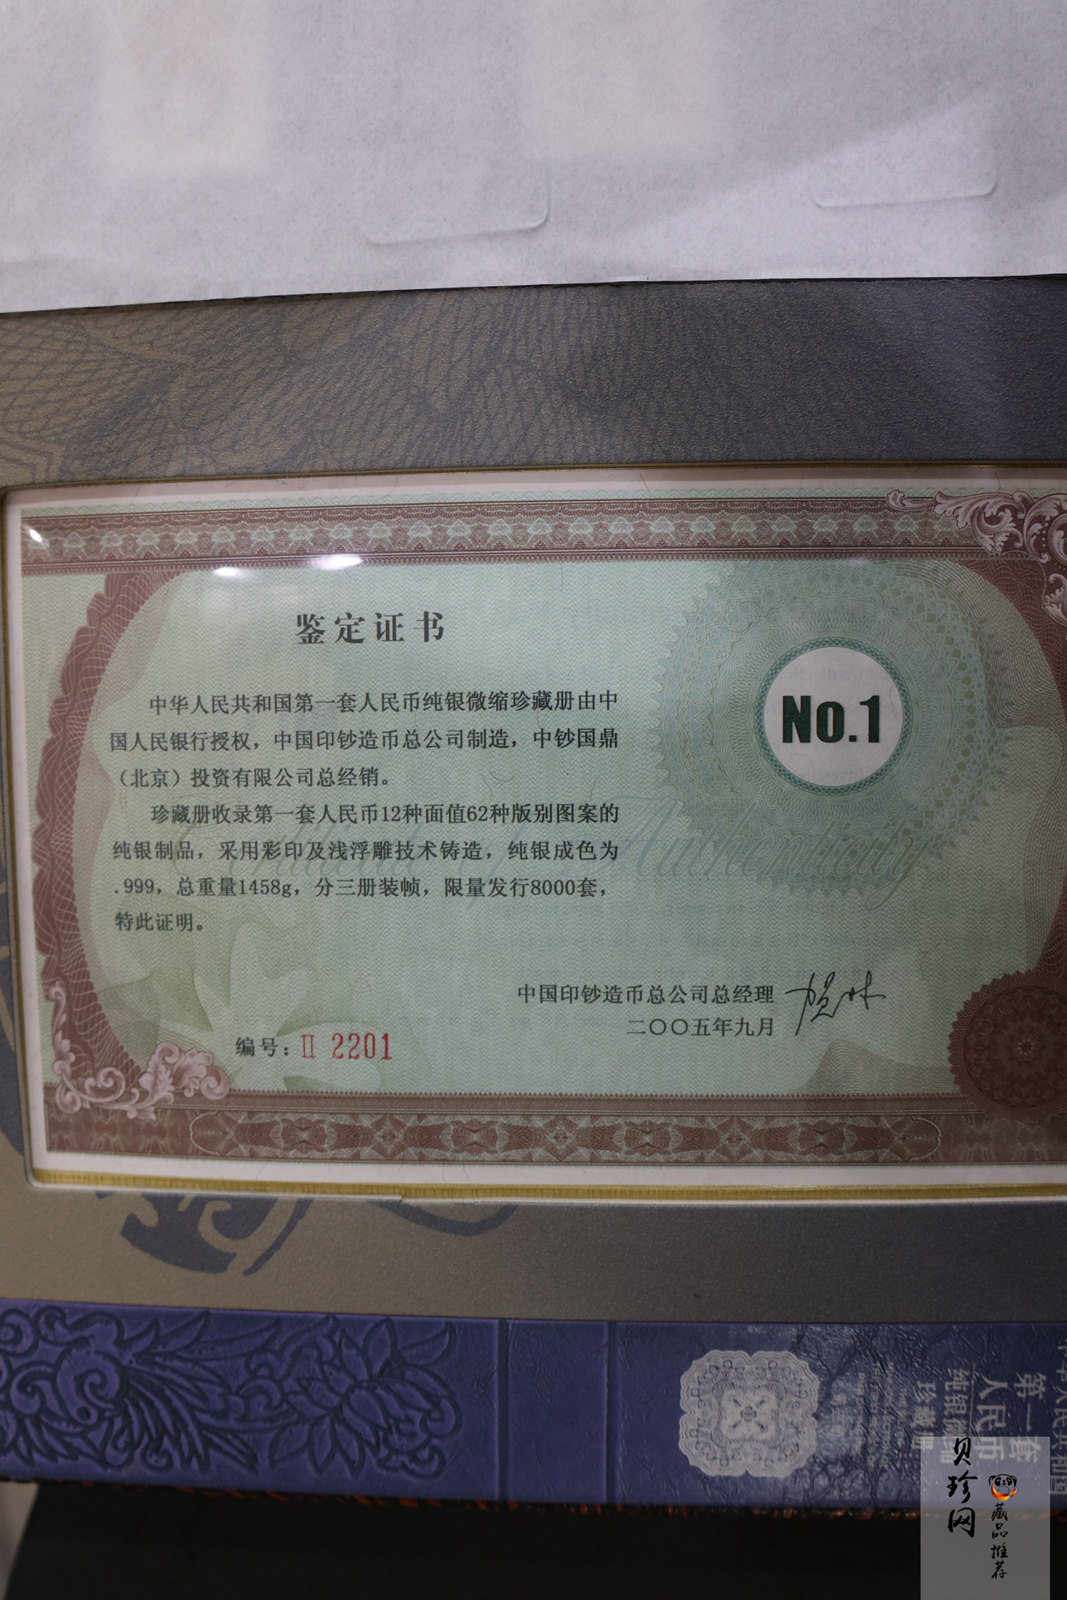 鉴定证书
No.1
中华人民共和国第一套人民币纯银微缩珍藏册由中
国人民银行授权，中国印钞造币总公司制造，中钞国鼎
（北京）投资有限公司总经销。
珍藏册收录第一套人民币12种面值62种版别图案的
纯银制品，采用彩印及浅浮雕技术铸造，纯银成色为
.999，总重量1458g，分三册装帧，限量发行8000套，
特此证明。
Certificate of Authenticity
中国印钞造币总公司总经理
二〇〇五年九月
编号：II 2201
第一套
人民币
珍藏册
贝珍网
藏品推荐